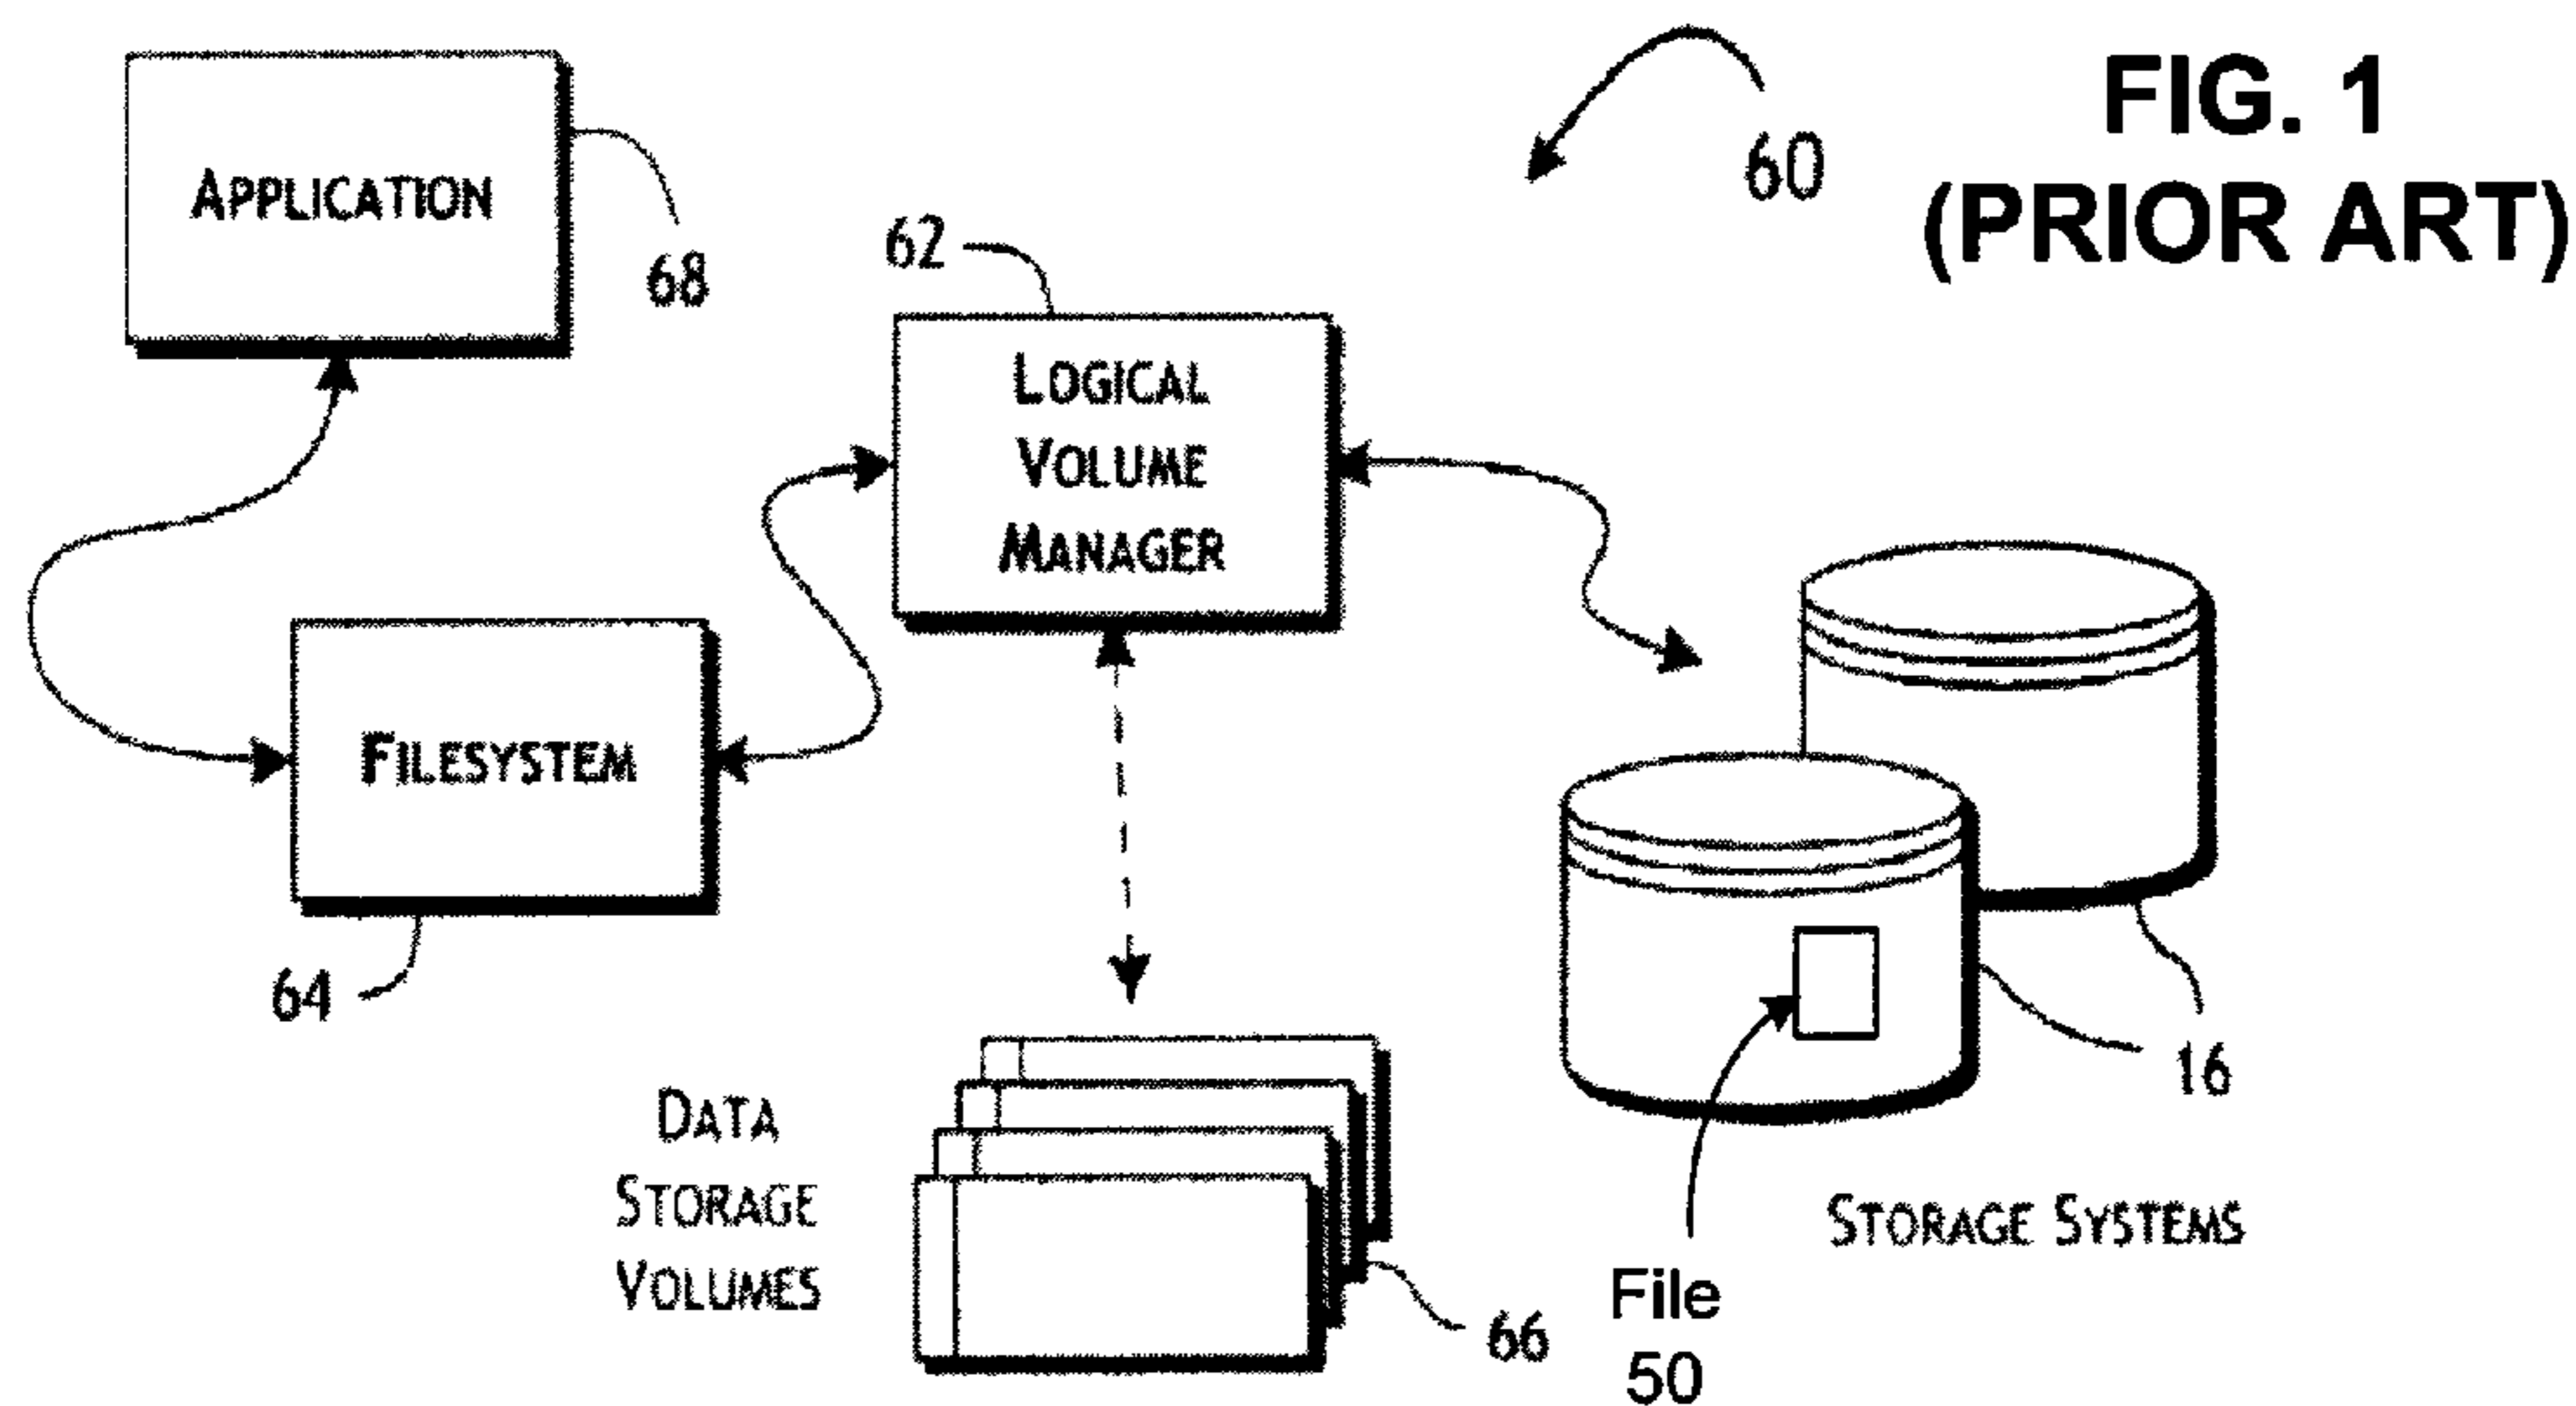 FIG. 1
(PRIOR ART)
60
APPLICATION
68
62
LOGICAL
VOLUME
MANAGER
FILESYSTEM
64
DATA
STORAGE
VOLUMES
66
16
STORAGE SYSTEMS
File
50